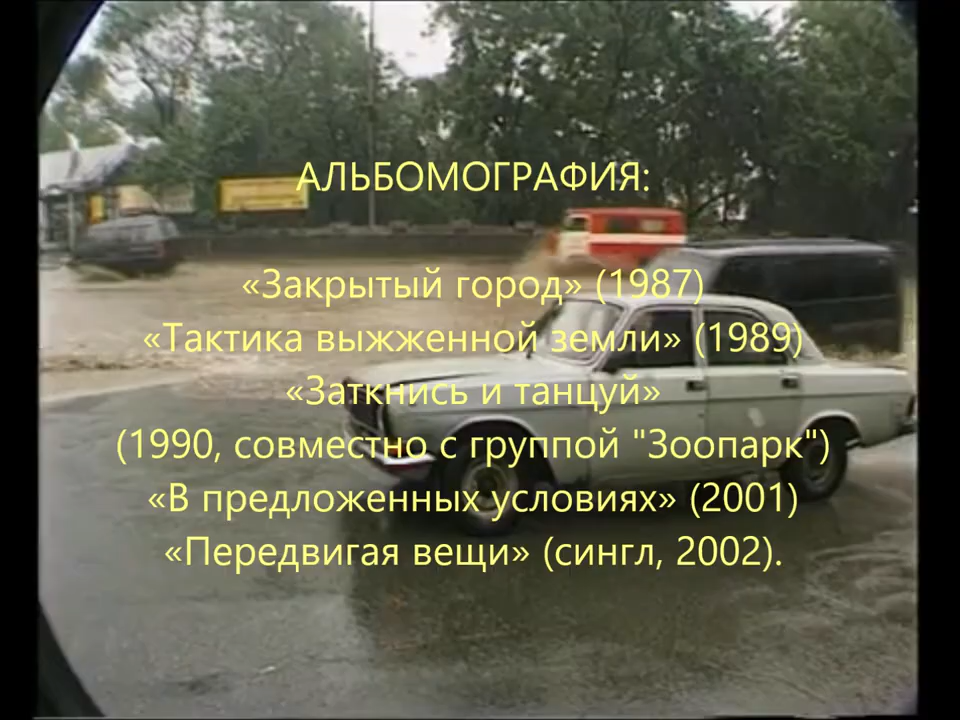 АЛЬБОМОГРАФИЯ:
«Закрытый город» (1987)
«Тактика выжженной земли» (1989)
«Заткнись и танцуй»
(1990, совместно с группой "Зоопарк")
«В предложенных условиях» (2001)
«Передвигая вещи» (сингл, 2002).